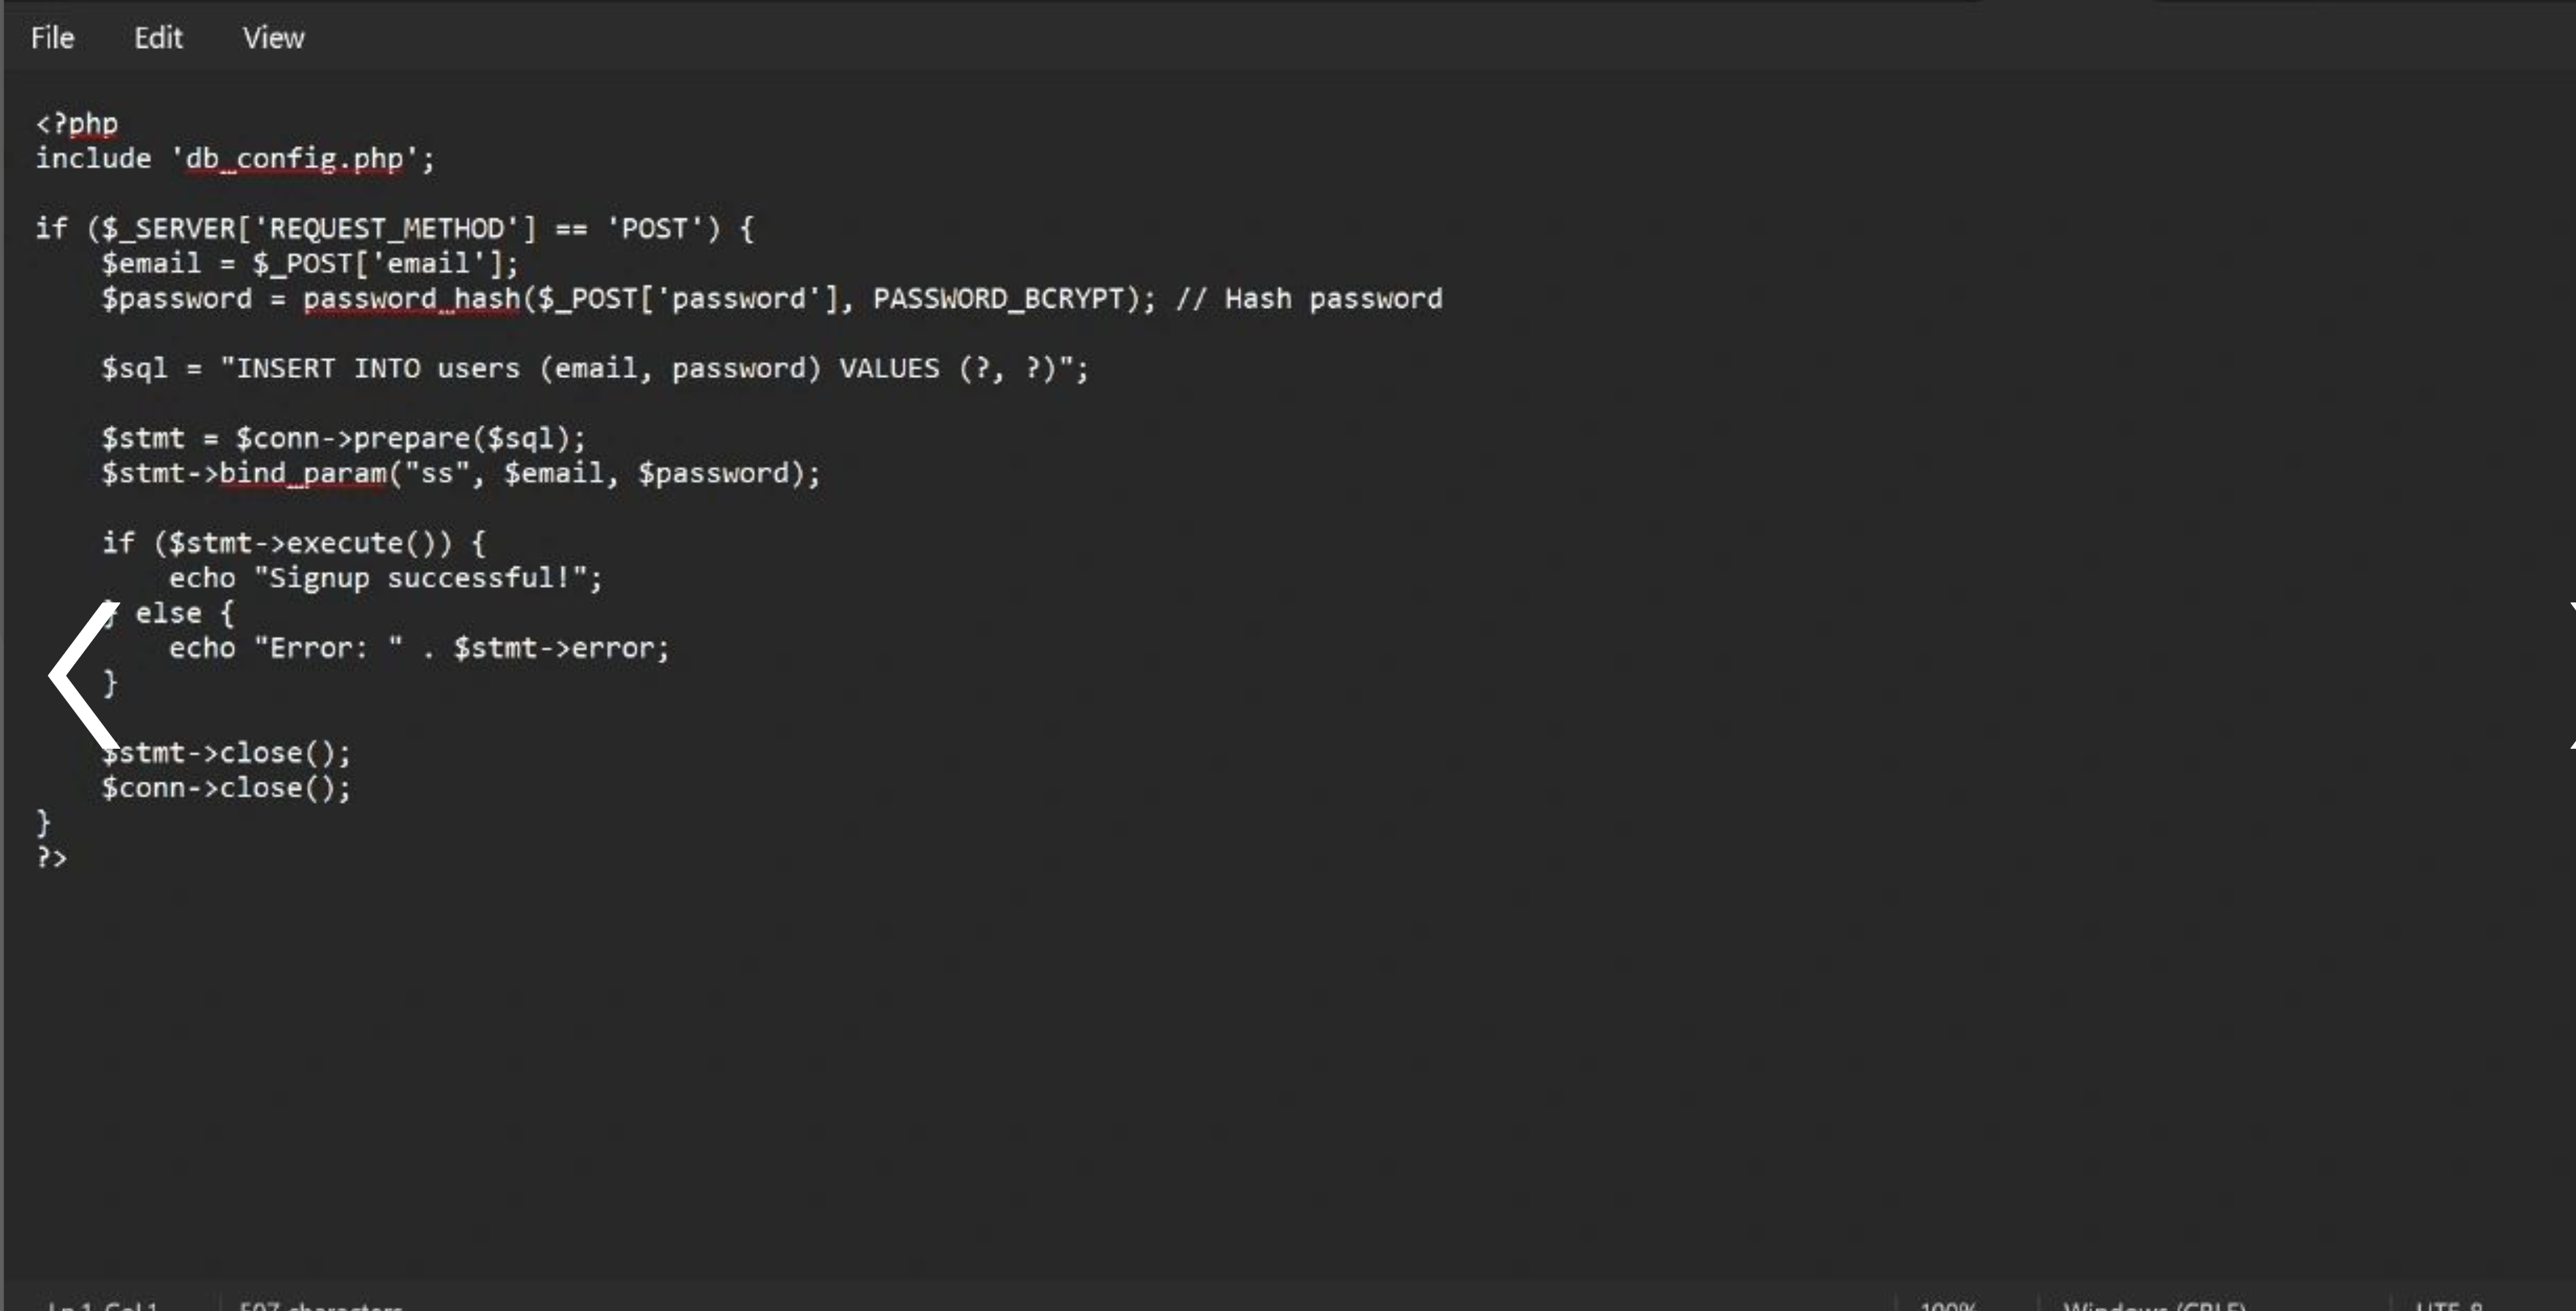 File Edit View
<?php
include 'db_config.php';
if ($_SERVER['REQUEST_METHOD'] == 'POST') {
$email = $_POST['email'];
$password = password_hash($_POST['password'], PASSWORD_BCRYPT); // Hash password
$sql = "INSERT INTO users (email, password) VALUES (?, ?)";
$stmt = $conn->prepare($sql);
$stmt->bind_param("ss", $email, $password);
if ($stmt->execute()) {
echo "Signup successful!";
} else {
echo "Error: " . $stmt->error;
}
$stmt->close();
$conn->close();
}
?>
Ln 1, Col 1 597 characters 100% Windows (CRLF) UTF-8